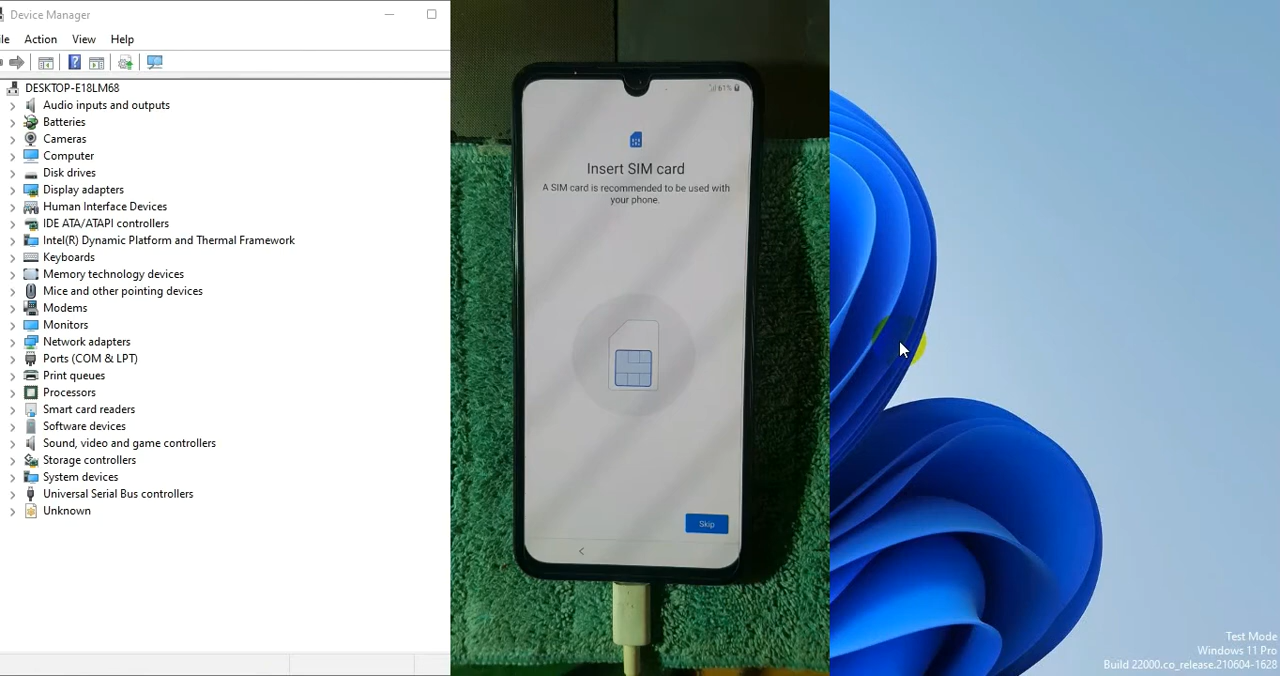 Device Manager
Action
View
Help
DESKTOP-E18LM68
Audio inputs and outputs
Batteries
Cameras
Computer
Disk drives
Display adapters
Human Interface Devices
IDE ATA/ATAPI controllers
Intel(R) Dynamic Platform and Thermal Framework
Keyboards
Memory technology devices
Mice and other pointing devices
Modems
Monitors
Network adapters
Ports (COM & LPT)
Print queues
Processors
Smart card readers
Software devices
Sound, video and game controllers
Storage controllers
System devices
Universal Serial Bus controllers
Unknown
61%
Insert SIM card
A SIM card is recommended to be used with
your phone.
Skip
Test Mode
Windows 11 Pro
Build 22000.co_release.210604-1628